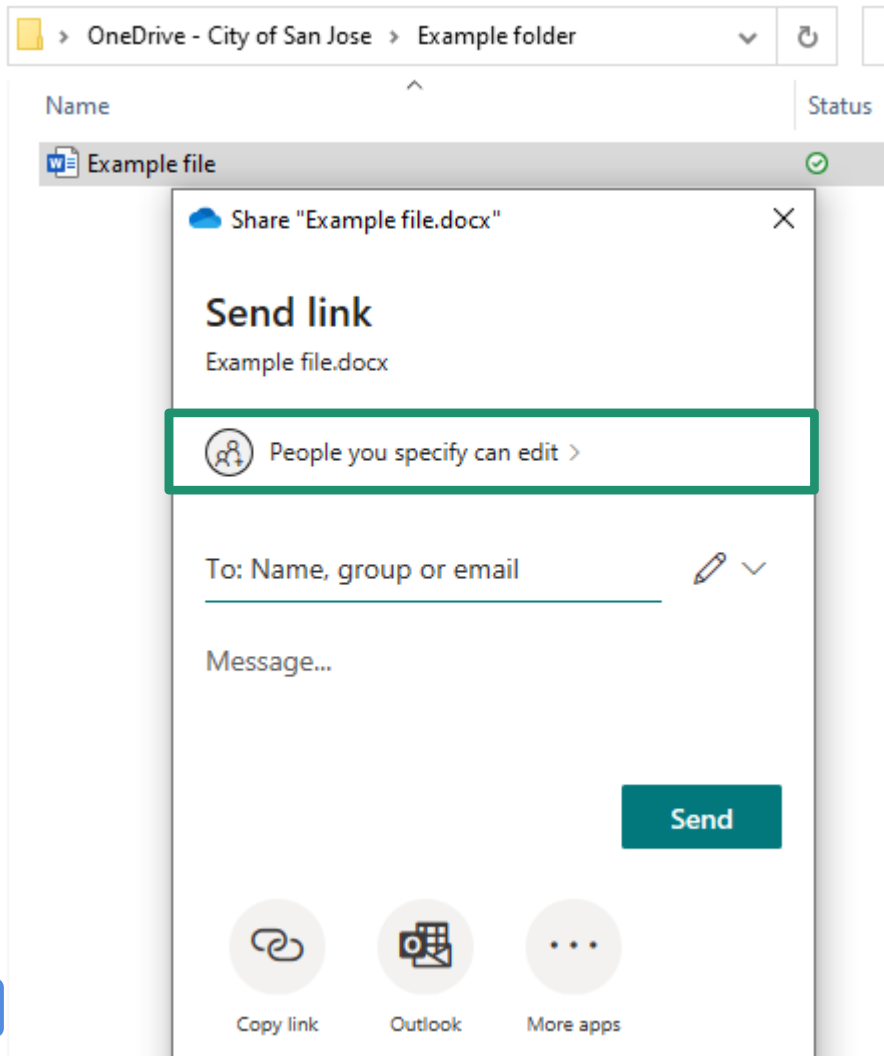 OneDrive - City of San Jose > Example folder
Name Status
Example file
Share "Example file.docx"
Send link
Example file.docx
People you specify can edit >
To: Name, group or email
Message...
Send
Copy link Outlook More apps